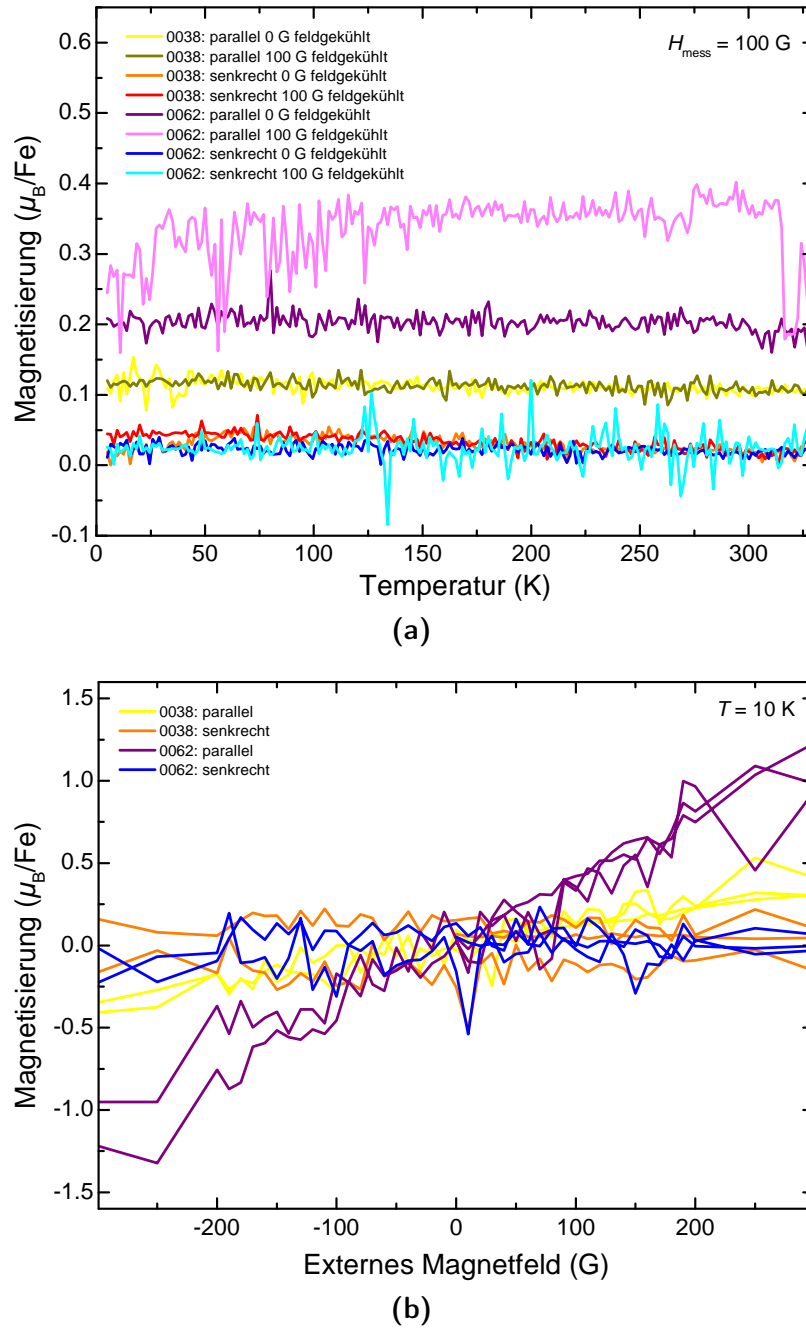 0.6
0.5
0.4
0.3
0.2
0.1
0.0
-0.1
Magnetisierung (μB/Fe)
0038: parallel 0 G feldgekühlt
0038: parallel 100 G feldgekühlt
0038: senkrecht 0 G feldgekühlt
0038: senkrecht 100 G feldgekühlt
0062: parallel 0 G feldgekühlt
0062: parallel 100 G feldgekühlt
0062: senkrecht 0 G feldgekühlt
0062: senkrecht 100 G feldgekühlt
Hmess = 100 G
0 50 100 150 200 250 300
Temperatur (K)
(a)
1.5
1.0
0.5
0.0
-0.5
-1.0
-1.5
Magnetisierung (μB/Fe)
0038: parallel
0038: senkrecht
0062: parallel
0062: senkrecht
T = 10 K
-200 -100 0 100 200
Externes Magnetfeld (G)
(b)